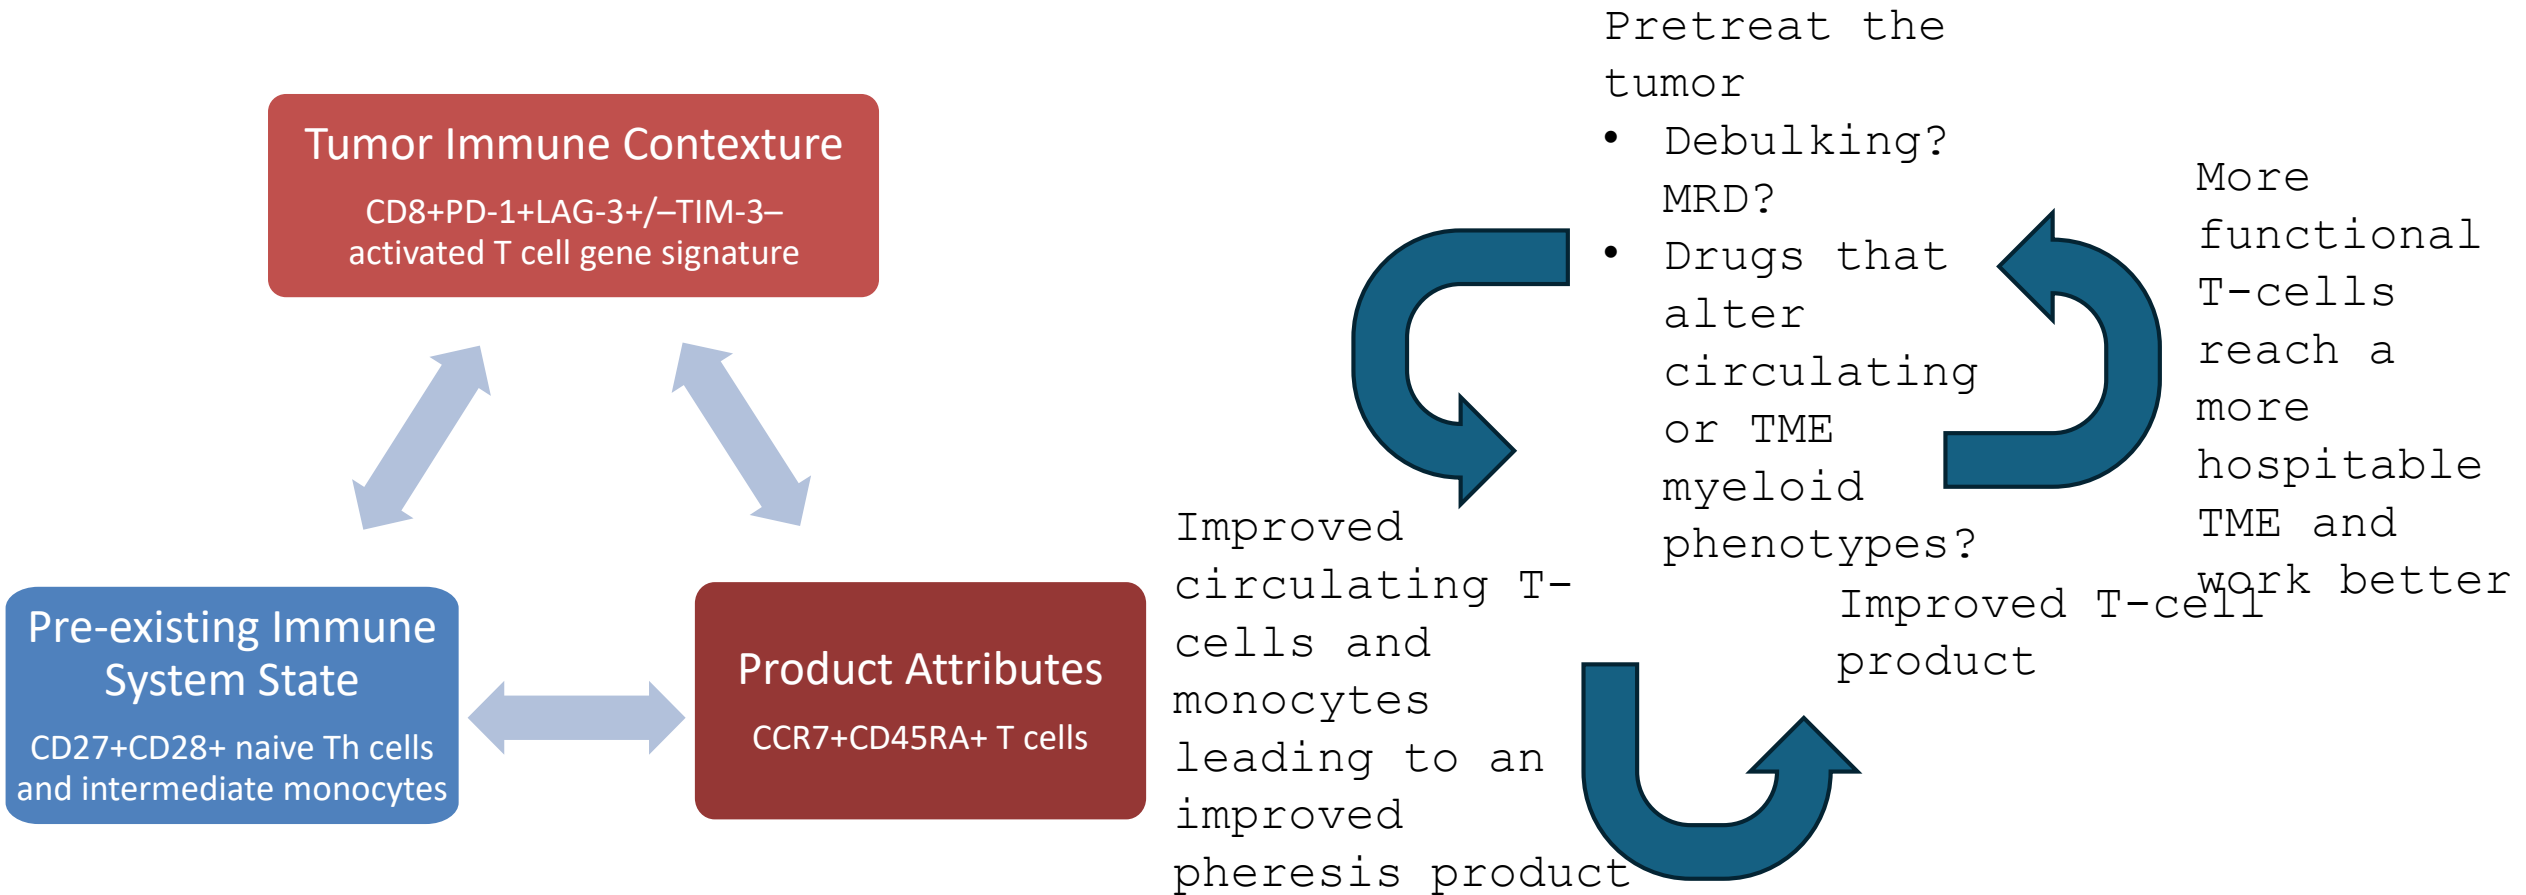 Tumor Immune Contexture
CD8+PD-1+LAG-3+/–TIM-3–
activated T cell gene signature
Pre-existing Immune
System State
CD27+CD28+ naive Th cells
and intermediate monocytes
Product Attributes
CCR7+CD45RA+ T cells
Pretreat the
tumor
• Debulking?
MRD?
• Drugs that
alter
circulating
or TME
myeloid
phenotypes?
Improved
circulating T-
cells and
monocytes
leading to an
improved
pheresis product
Improved T-cell
product
More
functional
T-cells
reach a
more
hospitable
TME and
work better